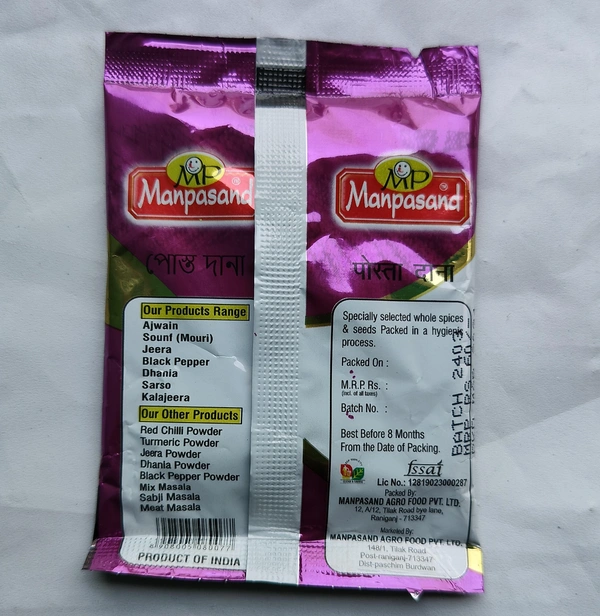 MP
Manpasand
পোস্ত দানা
Our Products Range
Ajwain
Sounf (Mouri)
Jeera
Black Pepper
Dhania
Sarso
Kalajeera
Our Other Products
Red Chilli Powder
Turmeric Powder
Jeera Powder
Dhania Powder
Black Pepper Powder
Mix Masala
Sabji Masala
Meat Masala
PRODUCT OF INDIA
MP
Manpasand
पोस्ता दाना
Specially selected whole spices
& seeds Packed in a hygienic
process.
Packed On :
M.R.P. Rs. :
(incl. of all taxes)
Batch No. :
Best Before 8 Months
From the Date of Packing.
fssai
Lic No.: 12819023000287
Packed By:
MANPASAND AGRO FOOD PVT. LTD.
12, A/12, Tilak Road bye lane,
Raniganj - 713347
Marketed By:
MANPASAND AGRO FOOD PVT. LTD.
148/1, Tilak Road
Post-raniganj-713347
Dist-paschim Burdwan
BATCH 2403